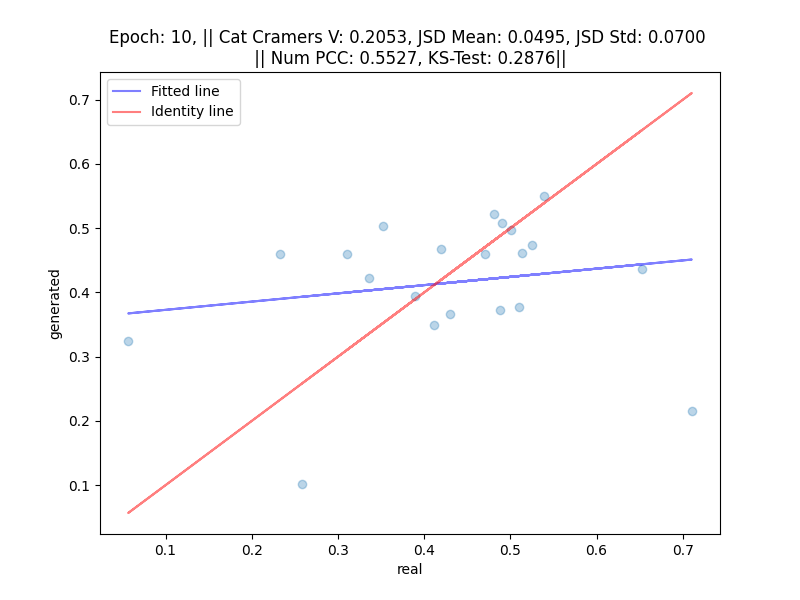 Epoch: 10, || Cat Cramers V: 0.2053, JSD Mean: 0.0495, JSD Std: 0.0700
|| Num PCC: 0.5527, KS-Test: 0.2876||
Fitted line
Identity line
generated
0.7
0.6
0.5
0.4
0.3
0.2
0.1
0.1 0.2 0.3 0.4 0.5 0.6 0.7
real